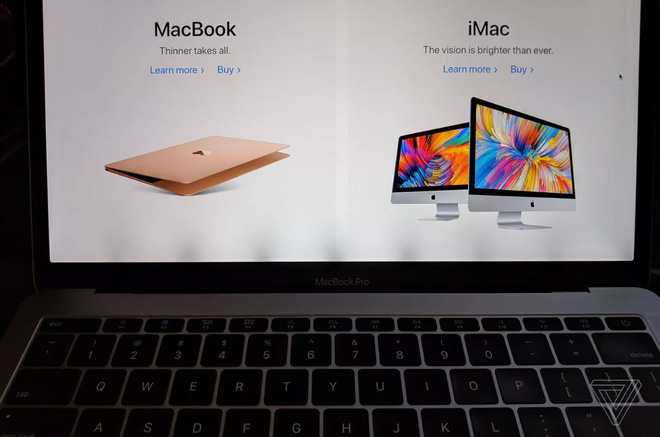 MacBook
Thinner takes all.
Learn more > Buy >
iMac
The vision is brighter than ever.
Learn more > Buy >
MacBook Pro
esc
~ ! @ # $ % ^ & * ( ) _ +
1 2 3 4 5 6 7 8 9 0 - = delete
tab Q W E R T Y U I O P { [
A S D F G H J K L : ;